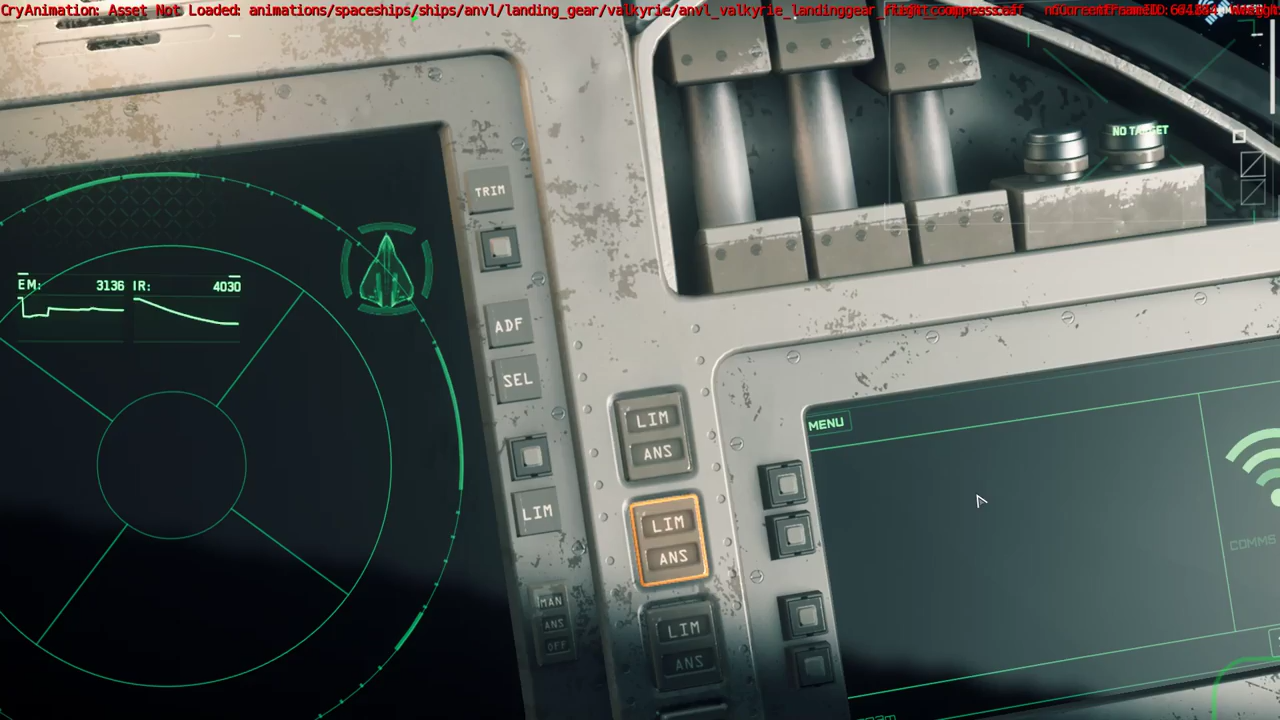 CryAnimation: Asset Not Loaded: animations/spaceships/ships/anvl/landing_gear/valkyrie/anvl_valkyrie_landinggear_
NO TARGET
TRIM
EM: 3136 IR: 4030
ADF
SEL
LIM
ANS
MENU
LIM
LIM
ANS
COMMS
MAN
ANS
OFF
LIM
ANS